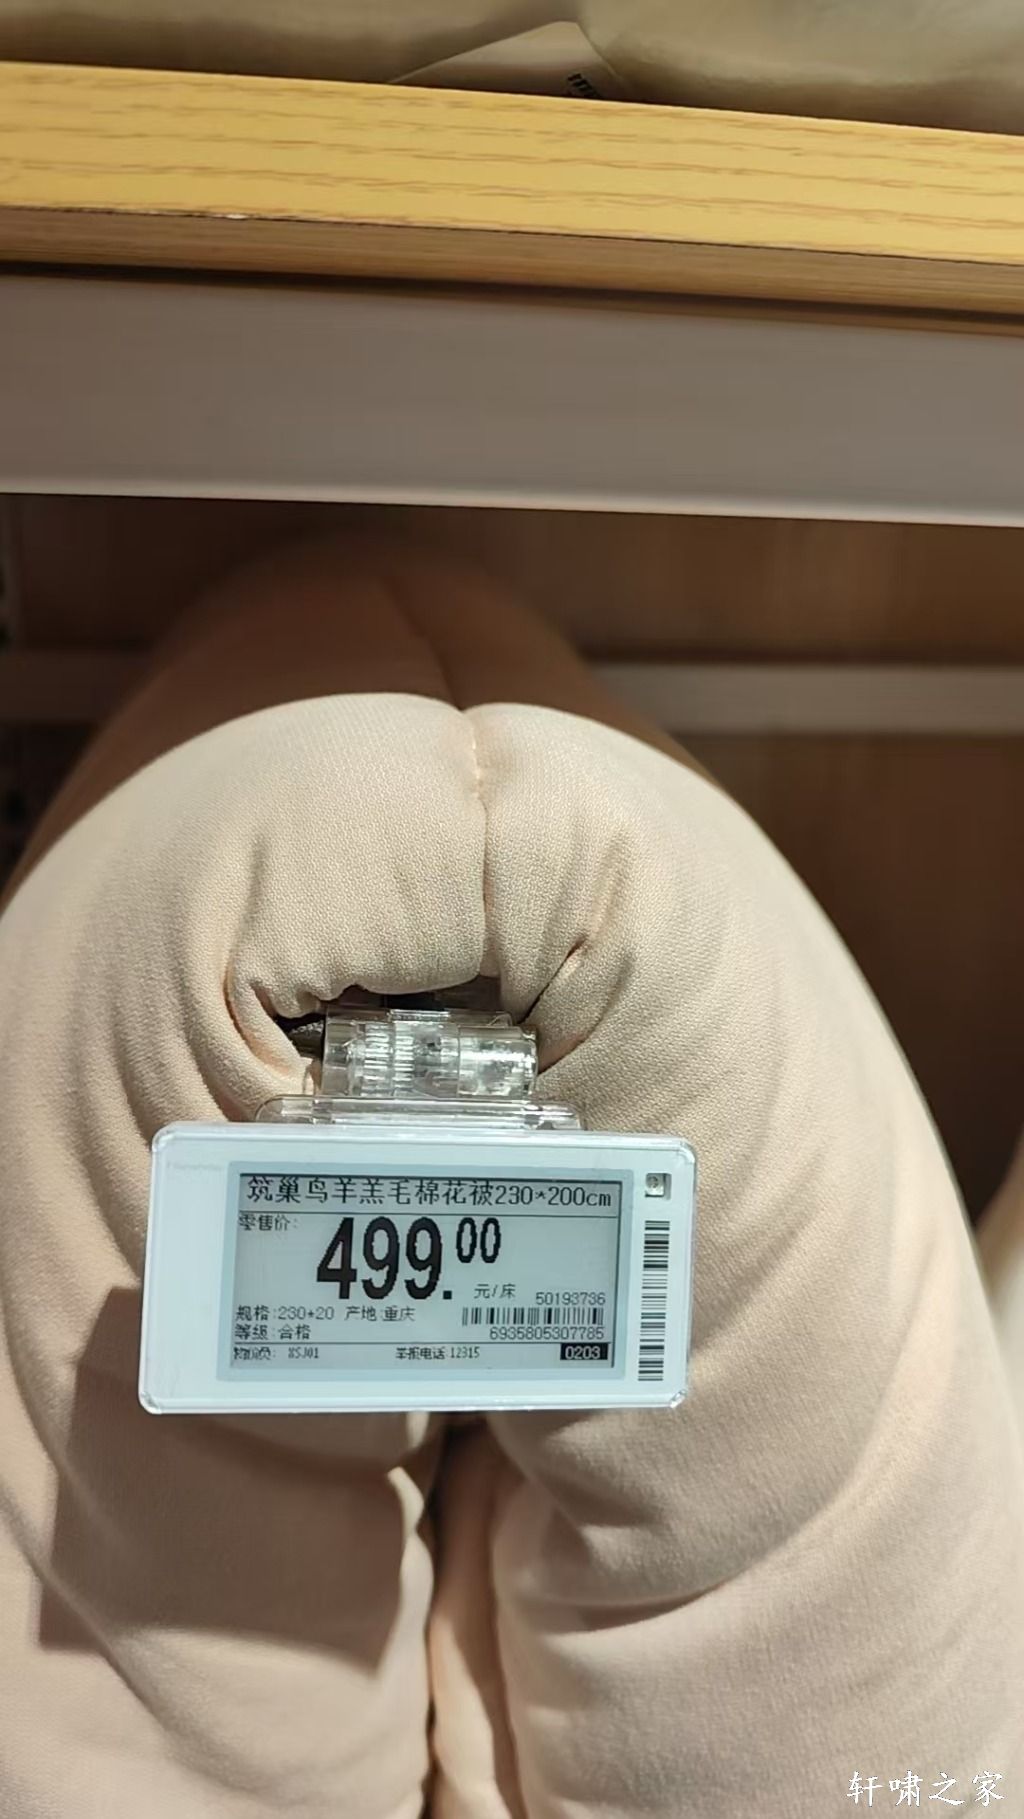 筑巢鸟羊羔毛棉花被230*200cm
零售价:
499.00
元/床
50193736
规格:230*20 产地:重庆
等级:合格
6935805307785
物价员: XSJ01 举报电话:12315 0203
轩啸之家